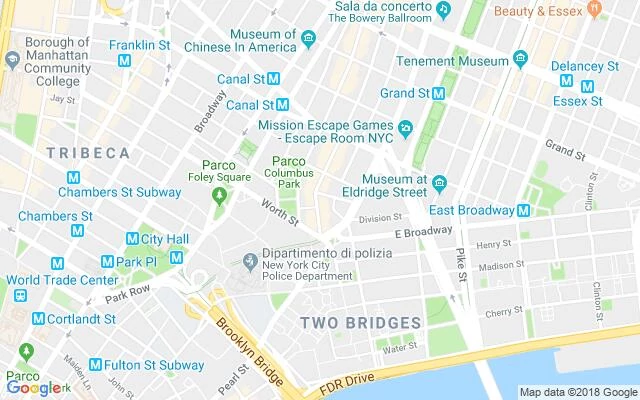 Sala da concerto
The Bowery Ballroom
Beauty & Essex
Museum of
Chinese In America
Franklin St
Borough of
Manhattan
Community
College
Jay St
Broadway
Canal St
Canal St
Tenement Museum
Delancey St
Essex St
Grand St
Grand St
Mission Escape Games
- Escape Room NYC
TRIBECA
Parco
Foley Square
Parco
Columbus
Park
Museum at
Eldridge Street
Clinton St
Chambers St Subway
Chambers St
Worth St
Division St
East Broadway
E Broadway
Henry St
Madison St
Pike St
Clinton St
City Hall
Park Pl
World Trade Center
Park Row
Cortlandt St
Dipartimento di polizia
New York City
Police Department
TWO BRIDGES
Cherry St
Water St
Brooklyn Bridge
Fulton St Subway
Parco
rk
Maiden Ln
John St
Pearl St
FDR Drive
Google
Map data ©2018 Google